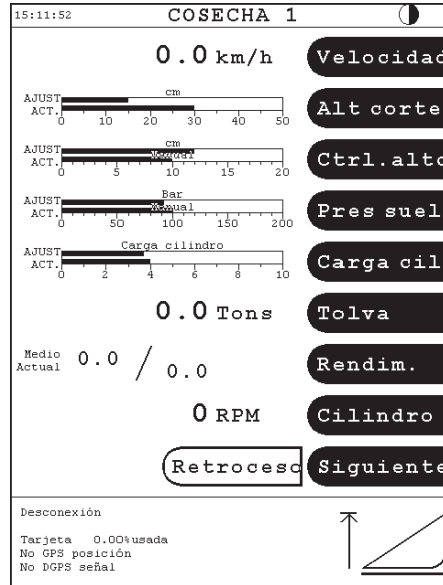 15:11:52 COSECHA 1
0.0 km/h Velocidad
cm
AJUST
ACT.
0 10 20 30 40 50
Alt corte
cm
AJUST Manual
ACT.
0 5 10 15 20
Ctrl.alto
Bar
AJUST Manual
ACT.
0 50 100 150 200
Pres suel
Carga cilindro
AJUST
ACT.
0 2 4 6 8 10
Carga cil
0.0 Tons Tolva
Medio
Actual 0.0 / 0.0 Rendim.
0 RPM Cilindro
Retroceso Siguiente
Desconexión
Tarjeta 0.00%usada
No GPS posición
No DGPS señal